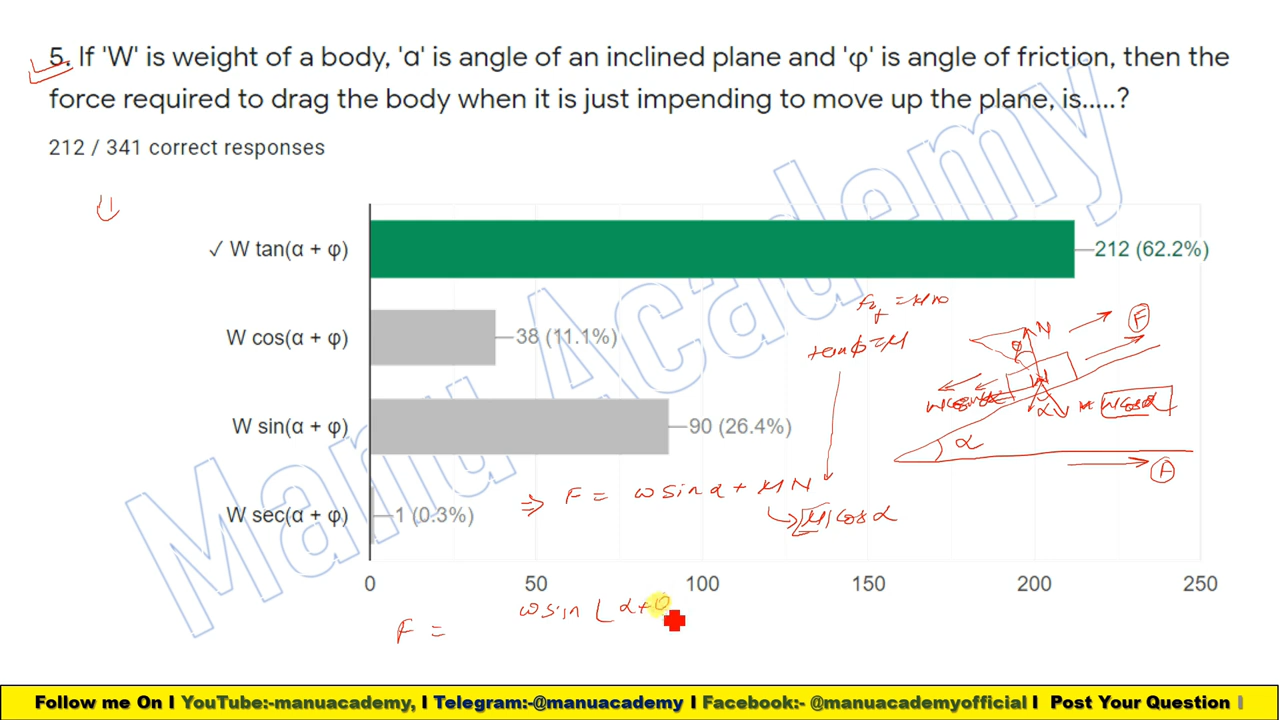 5. If 'W' is weight of a body, 'ɑ' is angle of an inclined plane and 'φ' is angle of friction, then the
force required to drag the body when it is just impending to move up the plane, is.....?
212 / 341 correct responses
✓ W tan(α + φ)
212 (62.2%)
W cos(α + φ)
38 (11.1%)
W sin(α + φ)
90 (26.4%)
W sec(α + φ)
1 (0.3%)
tanϕ = μ
N
F
φ
W
α
wcosα
α
⇒ F = w sin α + μ N
μ cos α
0 50 100 150 200 250
w sin ( α +
F =
Manu Academy
Follow me On I YouTube:-manuacademy, I Telegram:-@manuacademy I Facebook:- @manuacademyofficial I Post Your Question I